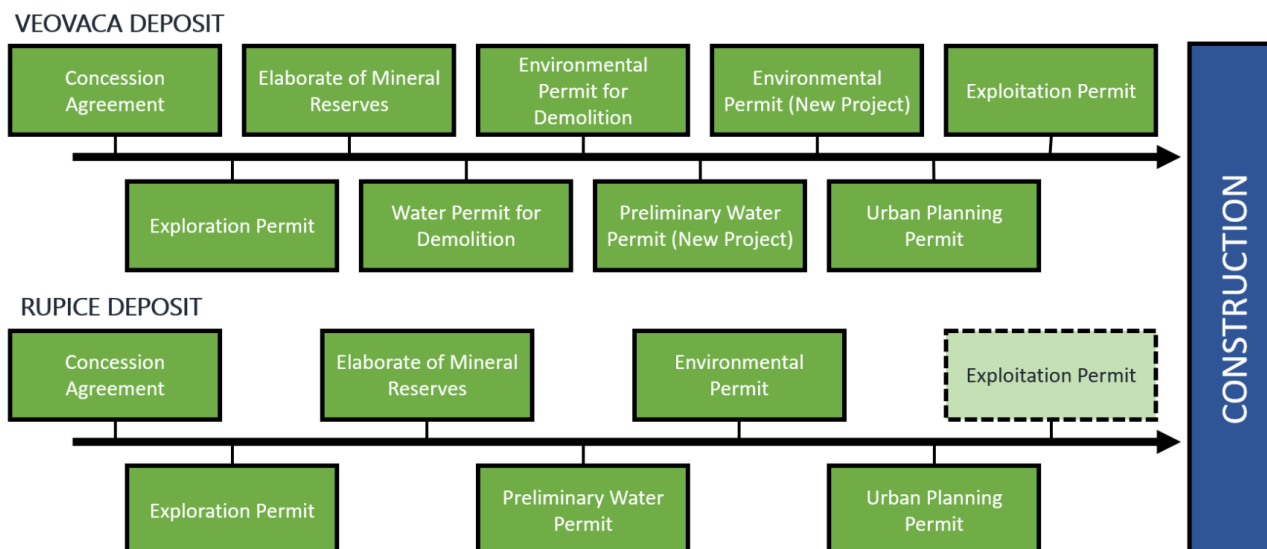 VEOVACA DEPOSIT
Concession
Agreement
Elaborate of Mineral
Reserves
Environmental
Permit for
Demolition
Environmental
Permit (New Project)
Exploitation Permit
Exploration Permit
Water Permit for
Demolition
Preliminary Water
Permit (New Project)
Urban Planning
Permit
RUPICE DEPOSIT
Concession
Agreement
Elaborate of Mineral
Reserves
Environmental
Permit
Exploitation Permit
Exploration Permit
Preliminary Water
Permit
Urban Planning
Permit
CONSTRUCTION